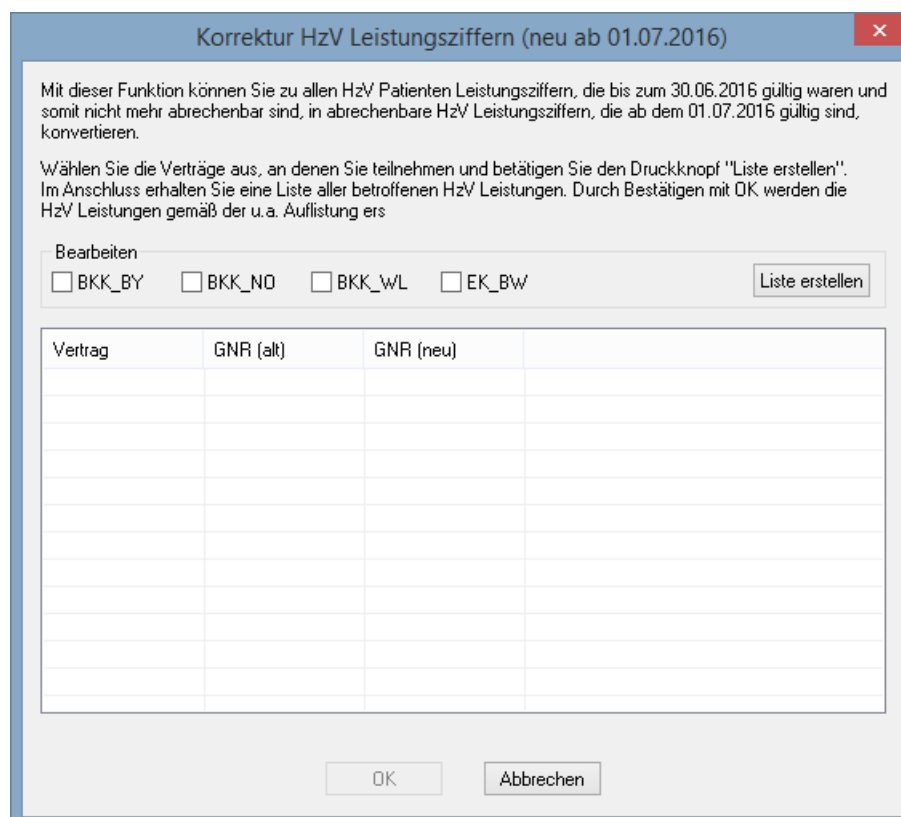 Korrektur HzV Leistungsziffern (neu ab 01.07.2016)
Mit dieser Funktion können Sie zu allen HzV Patienten Leistungsziffern, die bis zum 30.06.2016 gültig waren und
somit nicht mehr abrechenbar sind, in abrechenbare HzV Leistungsziffern, die ab dem 01.07.2016 gültig sind,
konvertieren.
Wählen Sie die Verträge aus, an denen Sie teilnehmen und betätigen Sie den Druckknopf "Liste erstellen".
Im Anschluss erhalten Sie eine Liste aller betroffenen HzV Leistungen. Durch Bestätigen mit OK werden die
HzV Leistungen gemäß der u.a. Auflistung ers
Bearbeiten
BKK_BY BKK_NO BKK_WL EK_BW Liste erstellen
Vertrag GNR (alt) GNR (neu)
OK Abbrechen